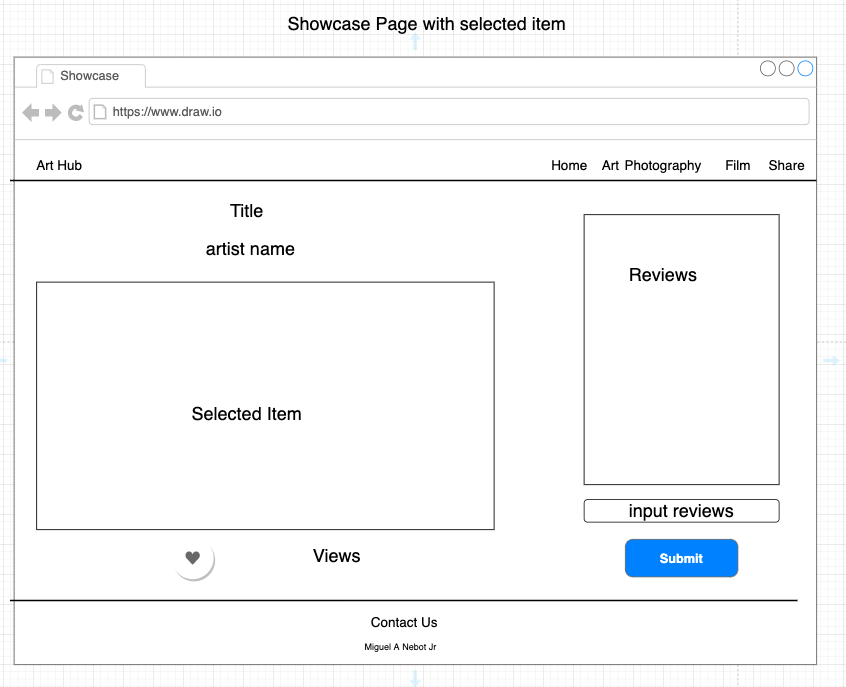 Showcase Page with selected item
Showcase
https://www.draw.io
Art Hub Home Art Photography Film Share
Title
artist name
Selected Item
Views
Reviews
input reviews
Submit
Contact Us
Miguel A Nebot Jr